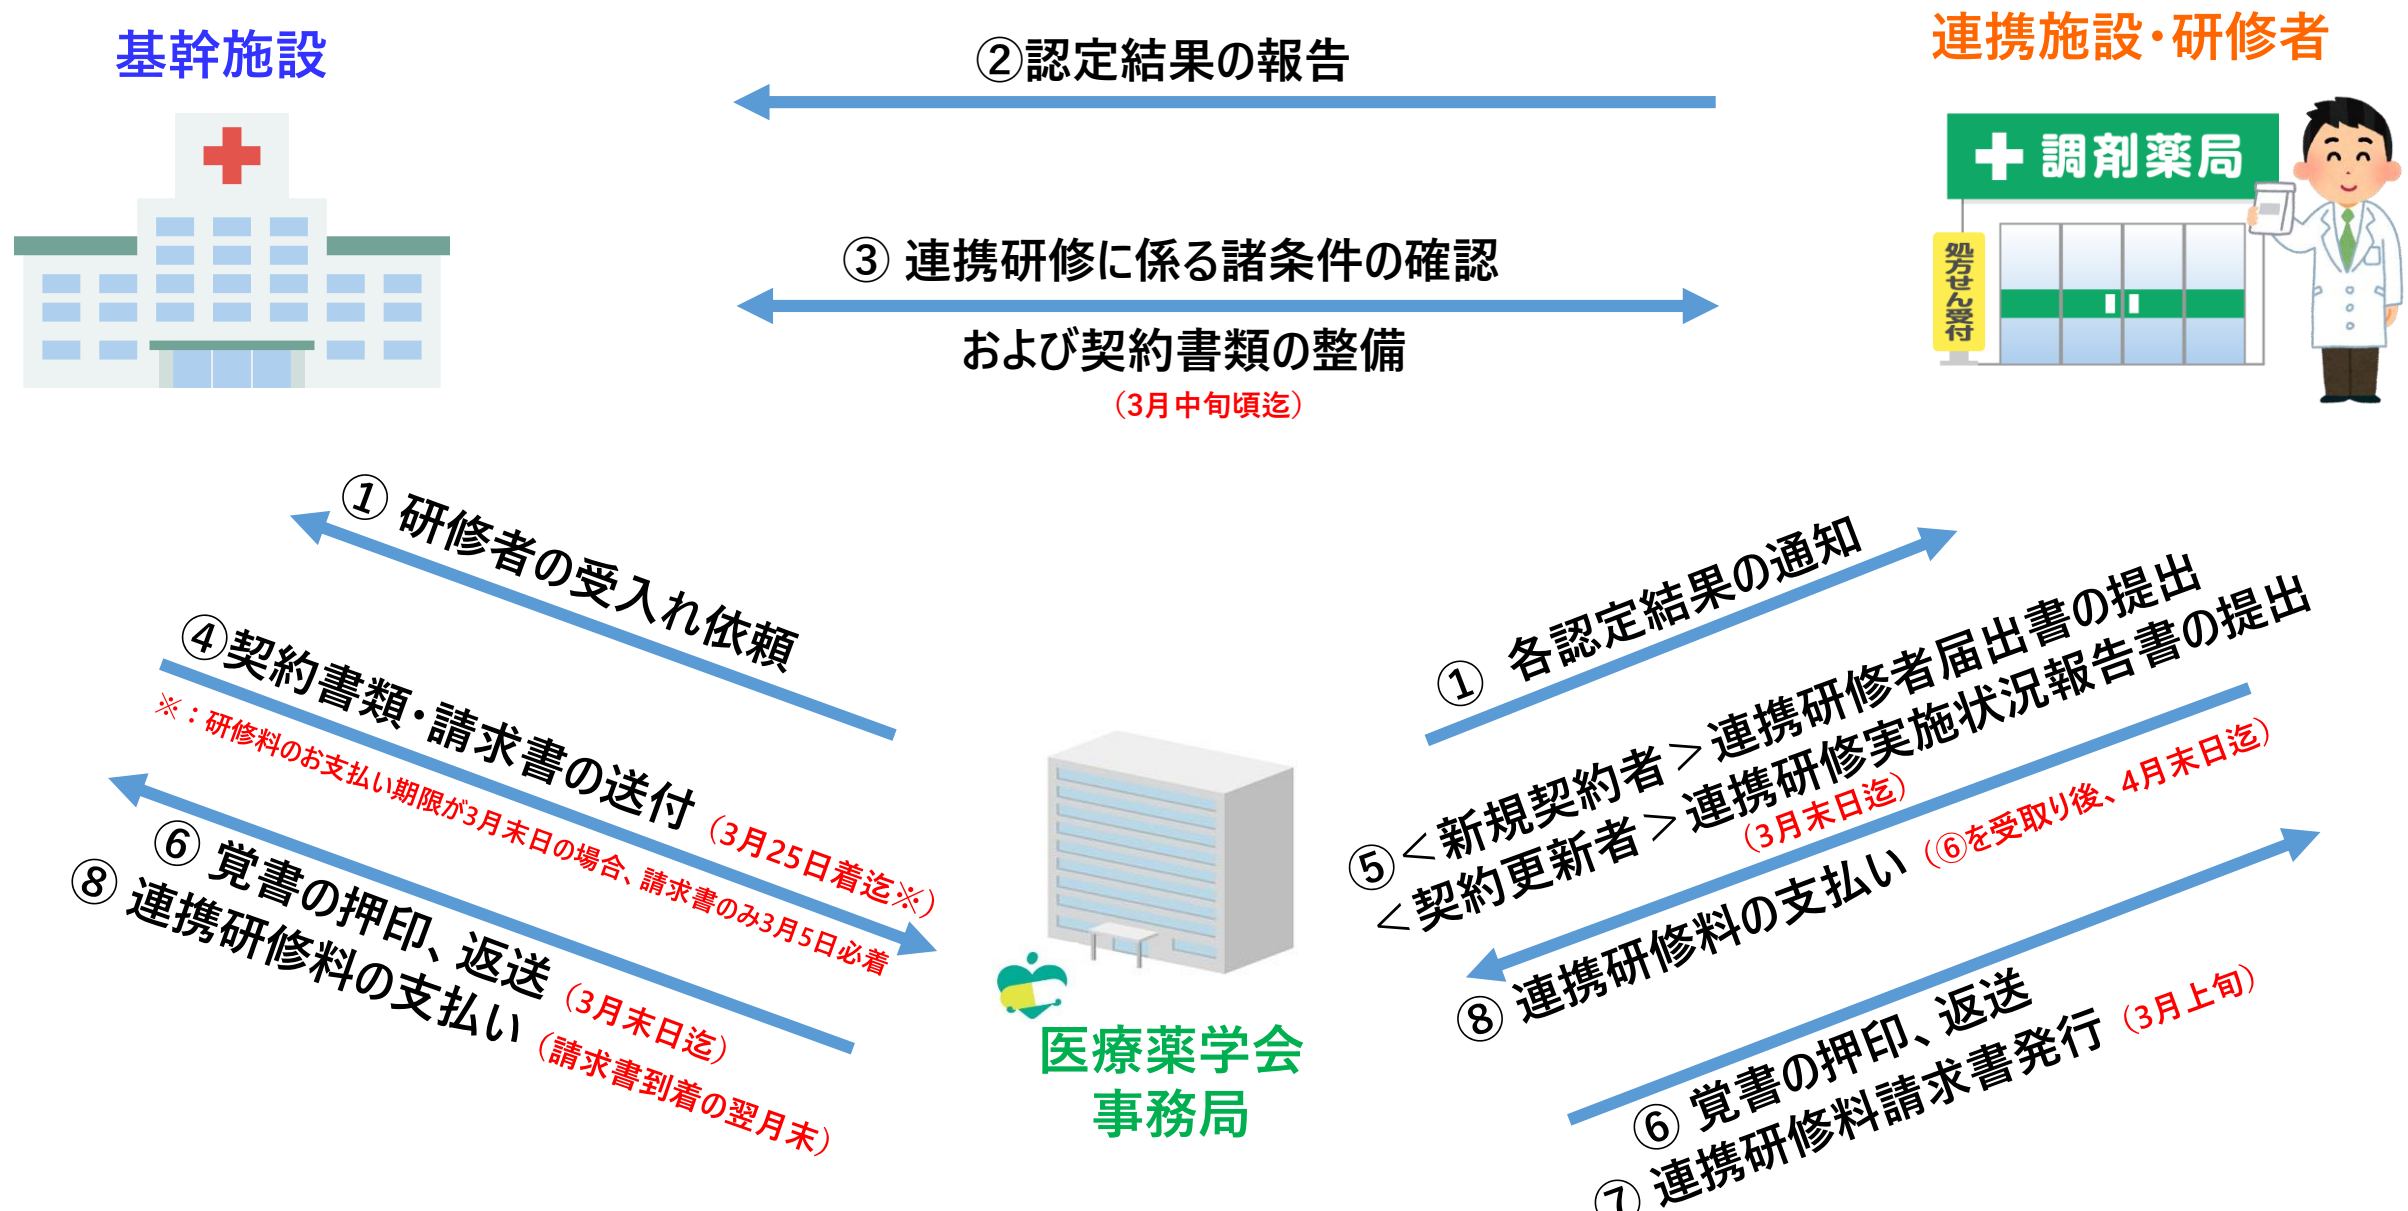 基幹施設
連携施設・研修者
②認定結果の報告
調剤薬局
処方せん受付
③ 連携研修に係る諸条件の確認
および契約書類の整備
（3月中旬頃迄）
① 研修者の受入れ依頼
④契約書類・請求書の送付（3月25日着迄※）
※：研修料のお支払い期限が3月末日の場合、請求書のみ3月5日必着
⑥ 覚書の押印、返送（3月末日迄）
⑧ 連携研修料の支払い（請求書到着の翌月末）
医療薬学会
事務局
① 各認定結果の通知
⑤＜新規契約者＞連携研修者届出書の提出
＜契約更新者＞連携研修実施状況報告書の提出
（3月末日迄）
⑧ 連携研修料の支払い（⑥を受取り後、4月末日迄）
⑥ 覚書の押印、返送
⑦ 連携研修料請求書発行（3月上旬）